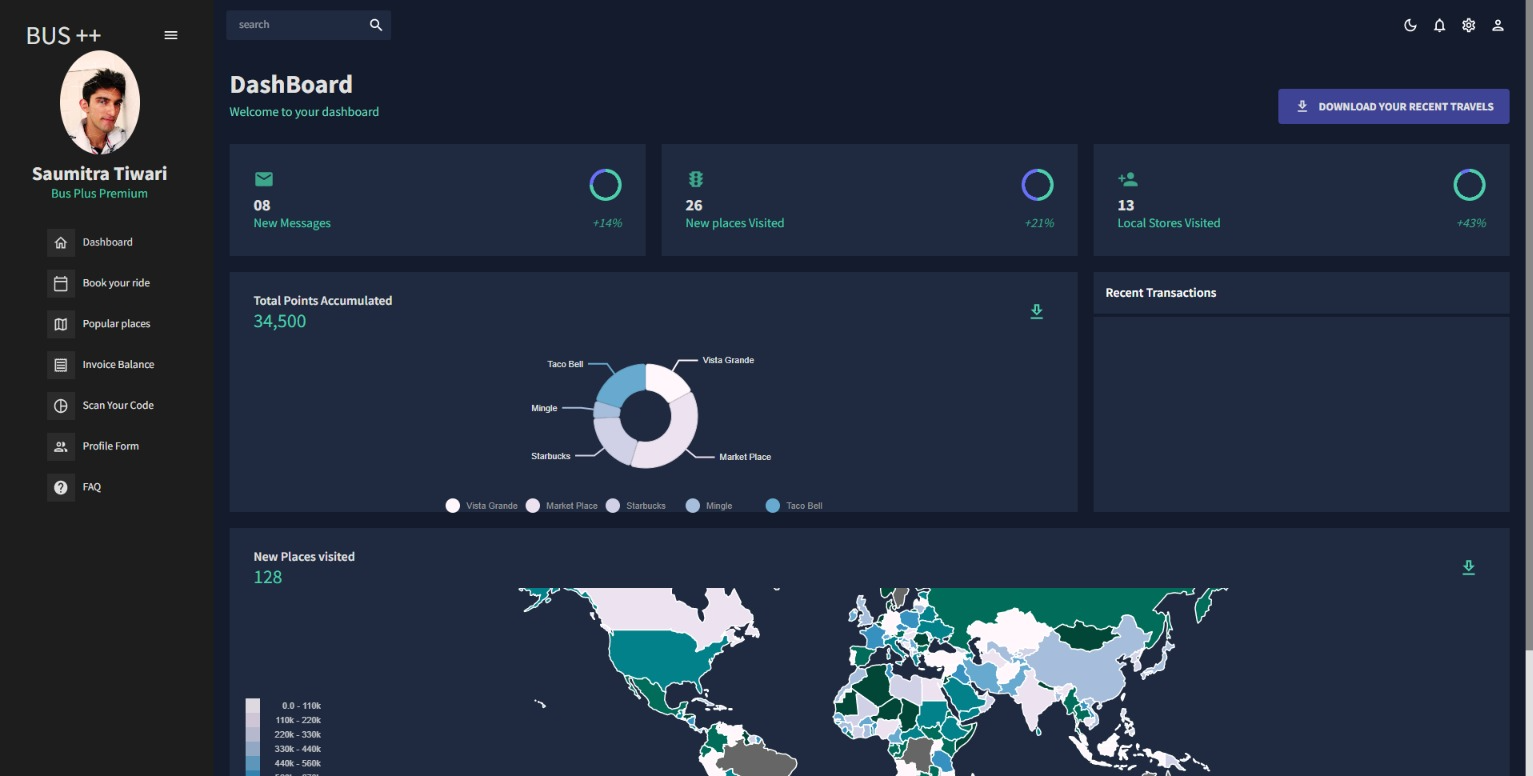 BUS ++
search
DashBoard
Welcome to your dashboard
DOWNLOAD YOUR RECENT TRAVELS
Saumitra Tiwari
Bus Plus Premium
Dashboard
Book your ride
Popular places
Invoice Balance
Scan Your Code
Profile Form
FAQ
08
New Messages
+14%
26
New places Visited
+21%
13
Local Stores Visited
+43%
Total Points Accumulated
34,500
Taco Bell
Vista Grande
Mingle
Starbucks
Market Place
Vista Grande Market Place Starbucks Mingle Taco Bell
Recent Transactions
New Places visited
128
0.0 - 110k
110k - 220k
220k - 330k
330k - 440k
440k - 560k